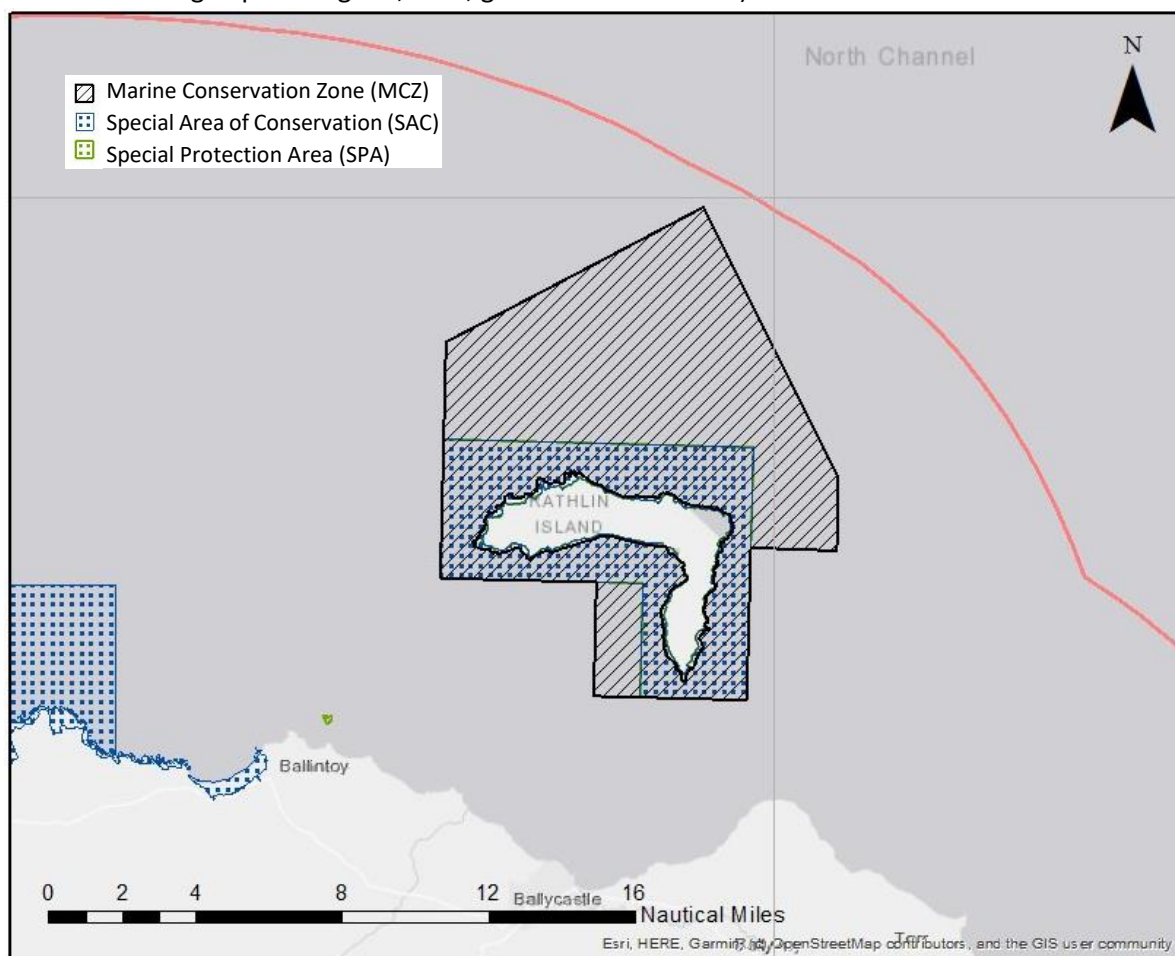 North Channel
N
Marine Conservation Zone (MCZ)
Special Area of Conservation (SAC)
Special Protection Area (SPA)
RATHLIN
ISLAND
Ballintoy
0 2 4 8 12 16
Nautical Miles
Ballycastle
Esri, HERE, Garmin, (c) OpenStreetMap contributors, and the GIS user community